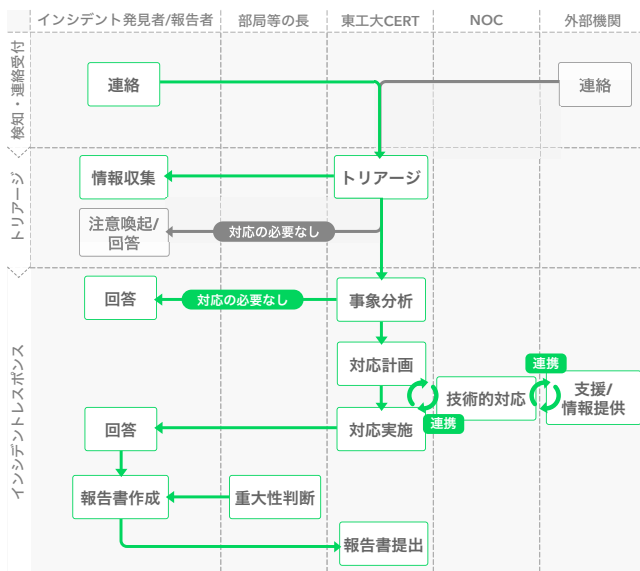 インシデント発見者/報告者
部局等の長
東工大CERT
NOC
外部機関
検知・連絡受付
連絡
連絡
トリアージ
情報収集
トリアージ
注意喚起/
回答
対応の必要なし
インシデントレスポンス
回答
対応の必要なし
事象分析
対応計画
連携
技術的対応
支援/
情報提供
連携
回答
対応実施
報告書作成
重大性判断
報告書提出